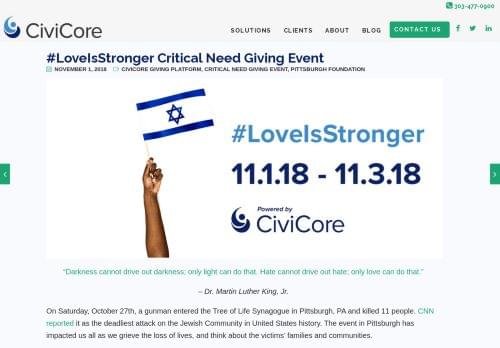 303-477-0900
CiviCore
SOLUTIONS CLIENTS ABOUT BLOG CONTACT US
#LoveIsStronger Critical Need Giving Event
NOVEMBER 1, 2018 CIVICORE GIVING PLATFORM, CRITICAL NEED GIVING EVENT, PITTSBURGH FOUNDATION
#LoveIsStronger
11.1.18 - 11.3.18
Powered by
CiviCore
“Darkness cannot drive out darkness; only light can do that. Hate cannot drive out hate; only love can do that.”
– Dr. Martin Luther King, Jr.
On Saturday, October 27th, a gunman entered the Tree of Life Synagogue in Pittsburgh, PA and killed 11 people. CNN
reported it as the deadliest attack on the Jewish Community in United States history. The event in Pittsburgh has
impacted us all as we grieve the loss of lives, and think about the victims' families and communities.